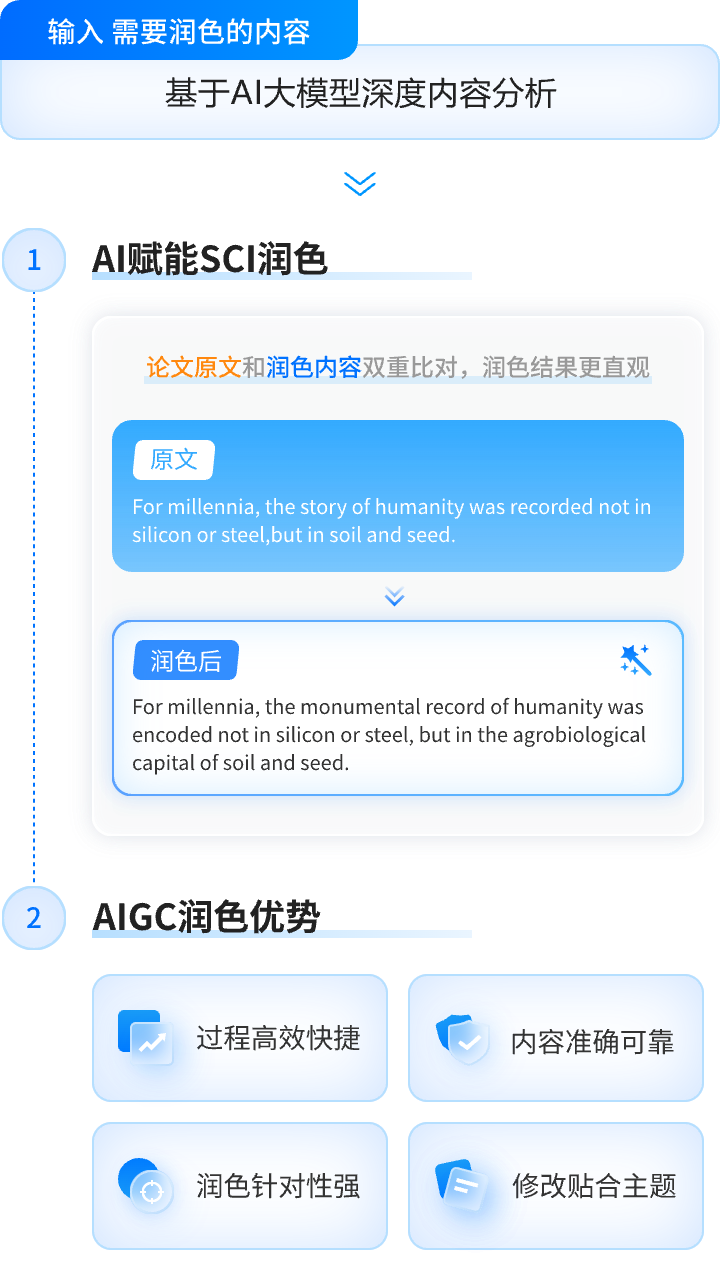 输入 需要润色的内容
基于AI大模型深度内容分析
1
AI赋能SCI润色
论文原文和润色内容双重比对，润色结果更直观
原文
For millennia, the story of humanity was recorded not in
silicon or steel,but in soil and seed.
润色后
For millennia, the monumental record of humanity was
encoded not in silicon or steel, but in the agrobiological
capital of soil and seed.
2
AIGC润色优势
过程高效快捷
内容准确可靠
润色针对性强
修改贴合主题